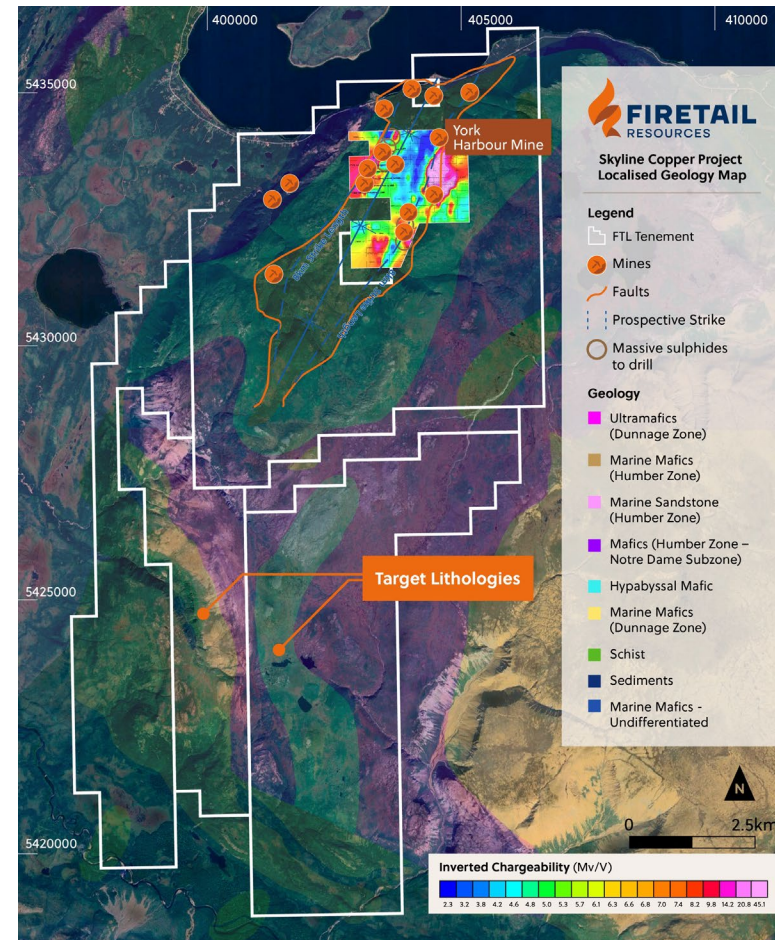 400000
405000
410000
5435000
5430000
5425000
5420000
FIRETAIL
RESOURCES
Skyline Copper Project
Localised Geology Map
Legend
FTL Tenement
Mines
Faults
Prospective Strike
Massive sulphides
to drill
Geology
Ultramafics
(Dunnage Zone)
Marine Mafics
(Humber Zone)
Marine Sandstone
(Humber Zone)
Mafics (Humber Zone –
Notre Dame Subzone)
Hypabyssal Mafic
Marine Mafics
(Dunnage Zone)
Schist
Sediments
Marine Mafics -
Undifferentiated
York
Harbour Mine
Strike Length
Target Lithologies
N
0 2.5km
Inverted Chargeability (Mv/V)
2.3 3.2 3.8 4.2 4.6 4.8 5.0 5.3 5.7 6.1 6.3 6.6 6.8 7.0 7.4 8.2 9.8 14.2 20.8 45.1